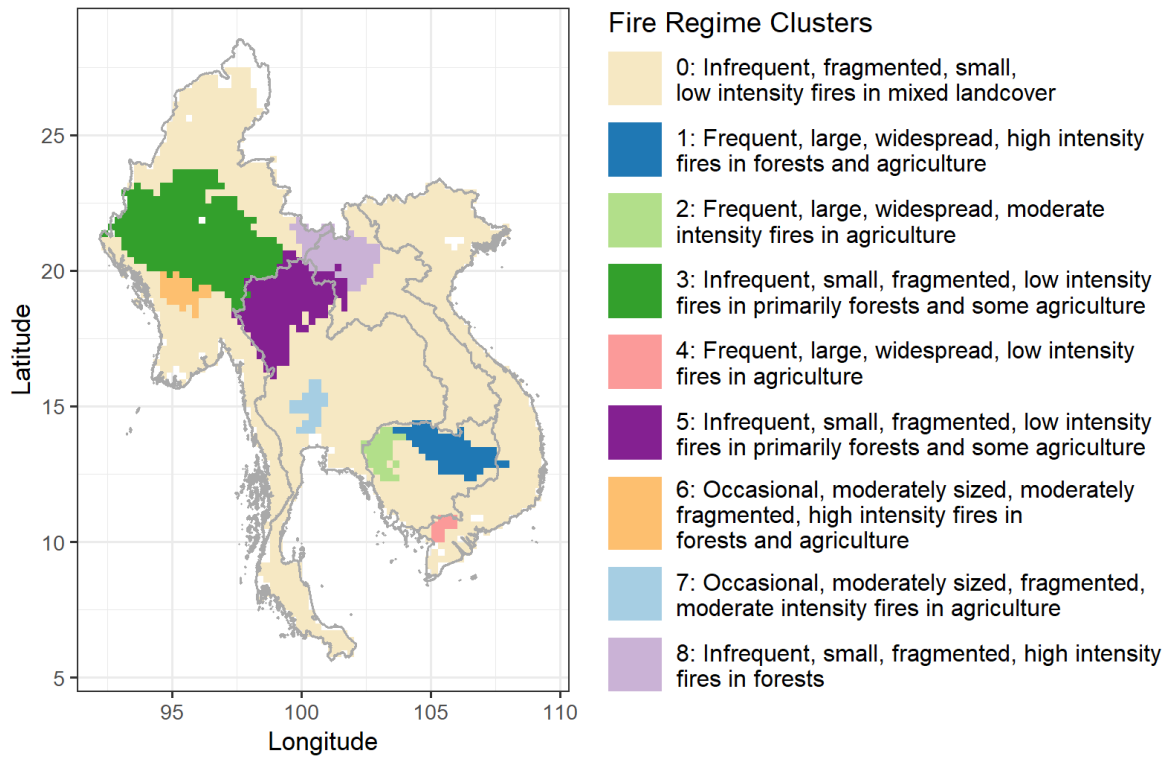 Fire Regime Clusters
0: Infrequent, fragmented, small,
low intensity fires in mixed landcover
1: Frequent, large, widespread, high intensity
fires in forests and agriculture
2: Frequent, large, widespread, moderate
intensity fires in agriculture
3: Infrequent, small, fragmented, low intensity
fires in primarily forests and some agriculture
4: Frequent, large, widespread, low intensity
fires in agriculture
5: Infrequent, small, fragmented, low intensity
fires in primarily forests and some agriculture
6: Occasional, moderately sized, moderately
fragmented, high intensity fires in
forests and agriculture
7: Occasional, moderately sized, fragmented,
moderate intensity fires in agriculture
8: Infrequent, small, fragmented, high intensity
fires in forests
Latitude
25
20
15
10
5
95 100 105 110
Longitude